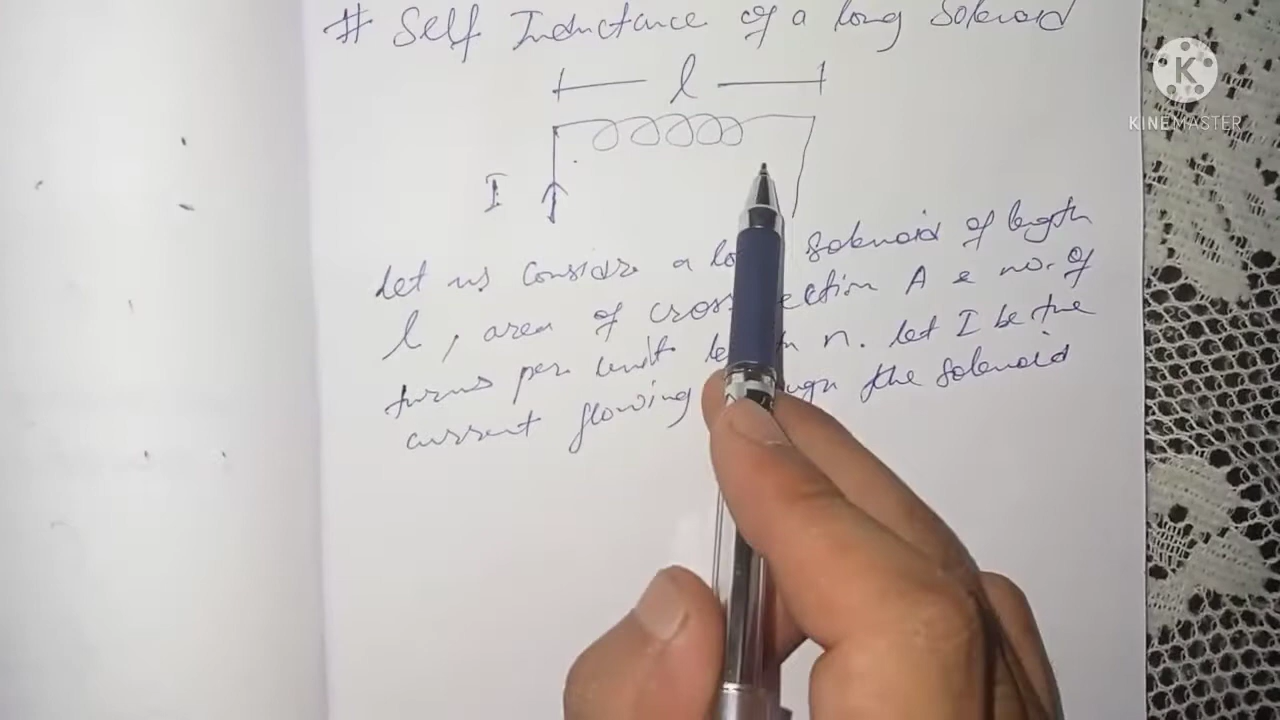 # Self Inductance of a long Solenoid
l
I
Let us consider a lo solenoid of length
l, area of cross ection A & no. of
turns per unit le h n. let I be the
current flowing ugh the solenoid
K
KINEMASTER